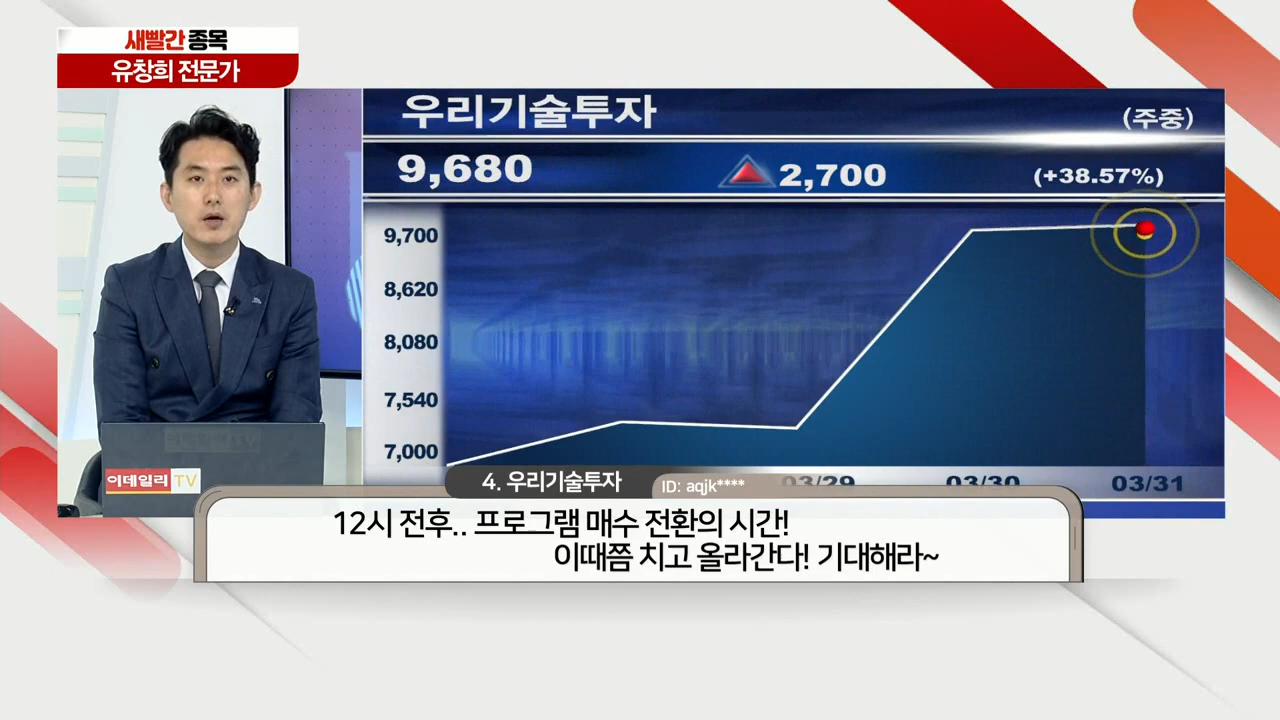 새빨간 종목
유창희 전문가
우리기술투자
(주중)
9,680
▲ 2,700
(+38.57%)
9,700
8,620
8,080
7,540
7,000
03/29
03/30
03/31
이데일리 TV
4. 우리기술투자
ID: aqjk****
12시 전후.. 프로그램 매수 전환의 시간!
이때쯤 치고 올라간다! 기대해라~